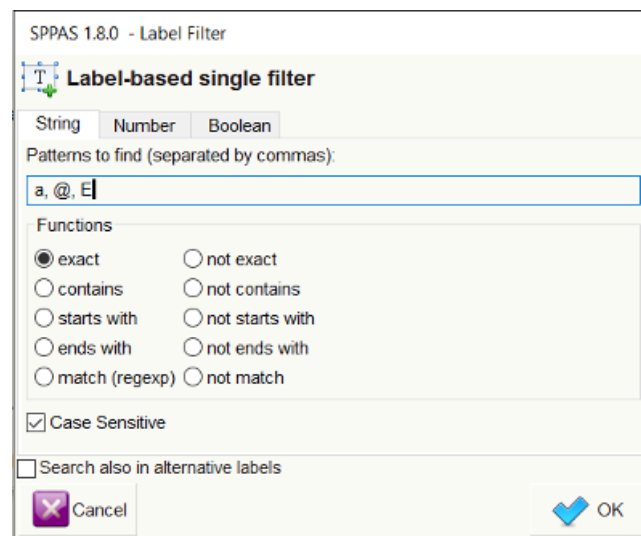 SPPAS 1.8.0 - Label Filter
T Label-based single filter
String Number Boolean
Patterns to find (separated by commas):
a, @, E
Functions
exact not exact
contains not contains
starts with not starts with
ends with not ends with
match (regexp) not match
Case Sensitive
Search also in alternative labels
Cancel OK